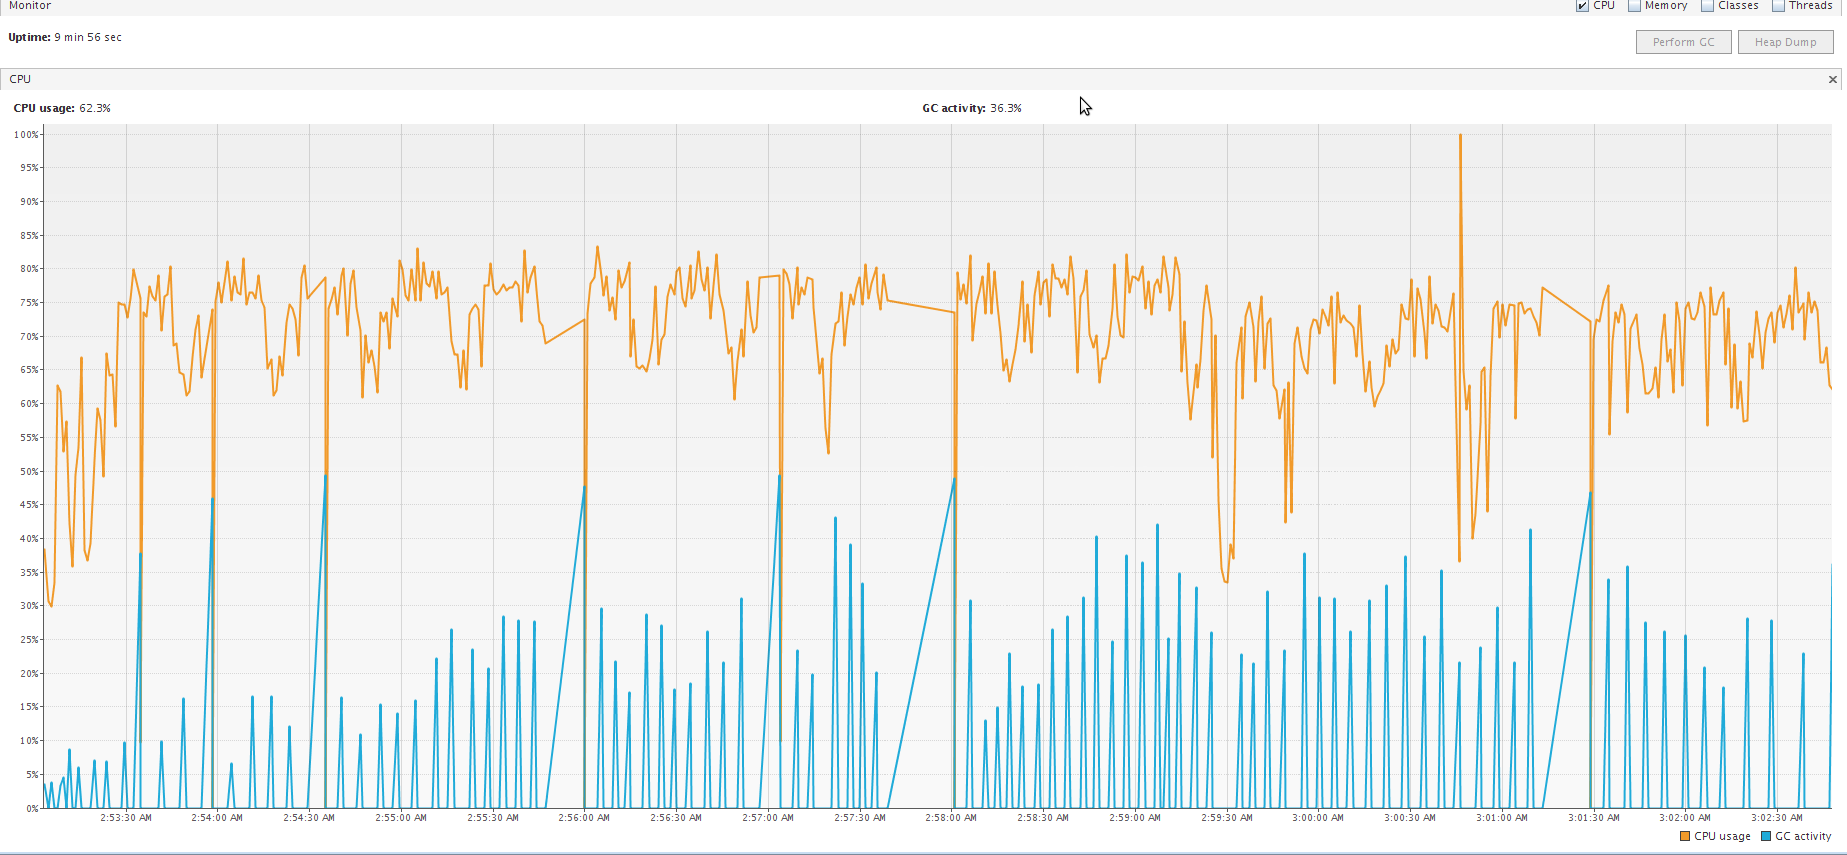 Monitor
CPU Memory Classes Threads
Uptime: 9 min 56 sec
Perform GC Heap Dump
CPU
CPU usage: 62.3% GC activity: 36.3%
100%
95%
90%
85%
80%
75%
70%
65%
60%
55%
50%
45%
40%
35%
30%
25%
20%
15%
10%
5%
0%
2:53:30 AM 2:54:00 AM 2:54:30 AM 2:55:00 AM 2:55:30 AM 2:56:00 AM 2:56:30 AM 2:57:00 AM 2:57:30 AM 2:58:00 AM 2:58:30 AM 2:59:00 AM 2:59:30 AM 3:00:00 AM 3:00:30 AM 3:01:00 AM 3:01:30 AM 3:02:00 AM 3:02:30 AM
CPU usage GC activity